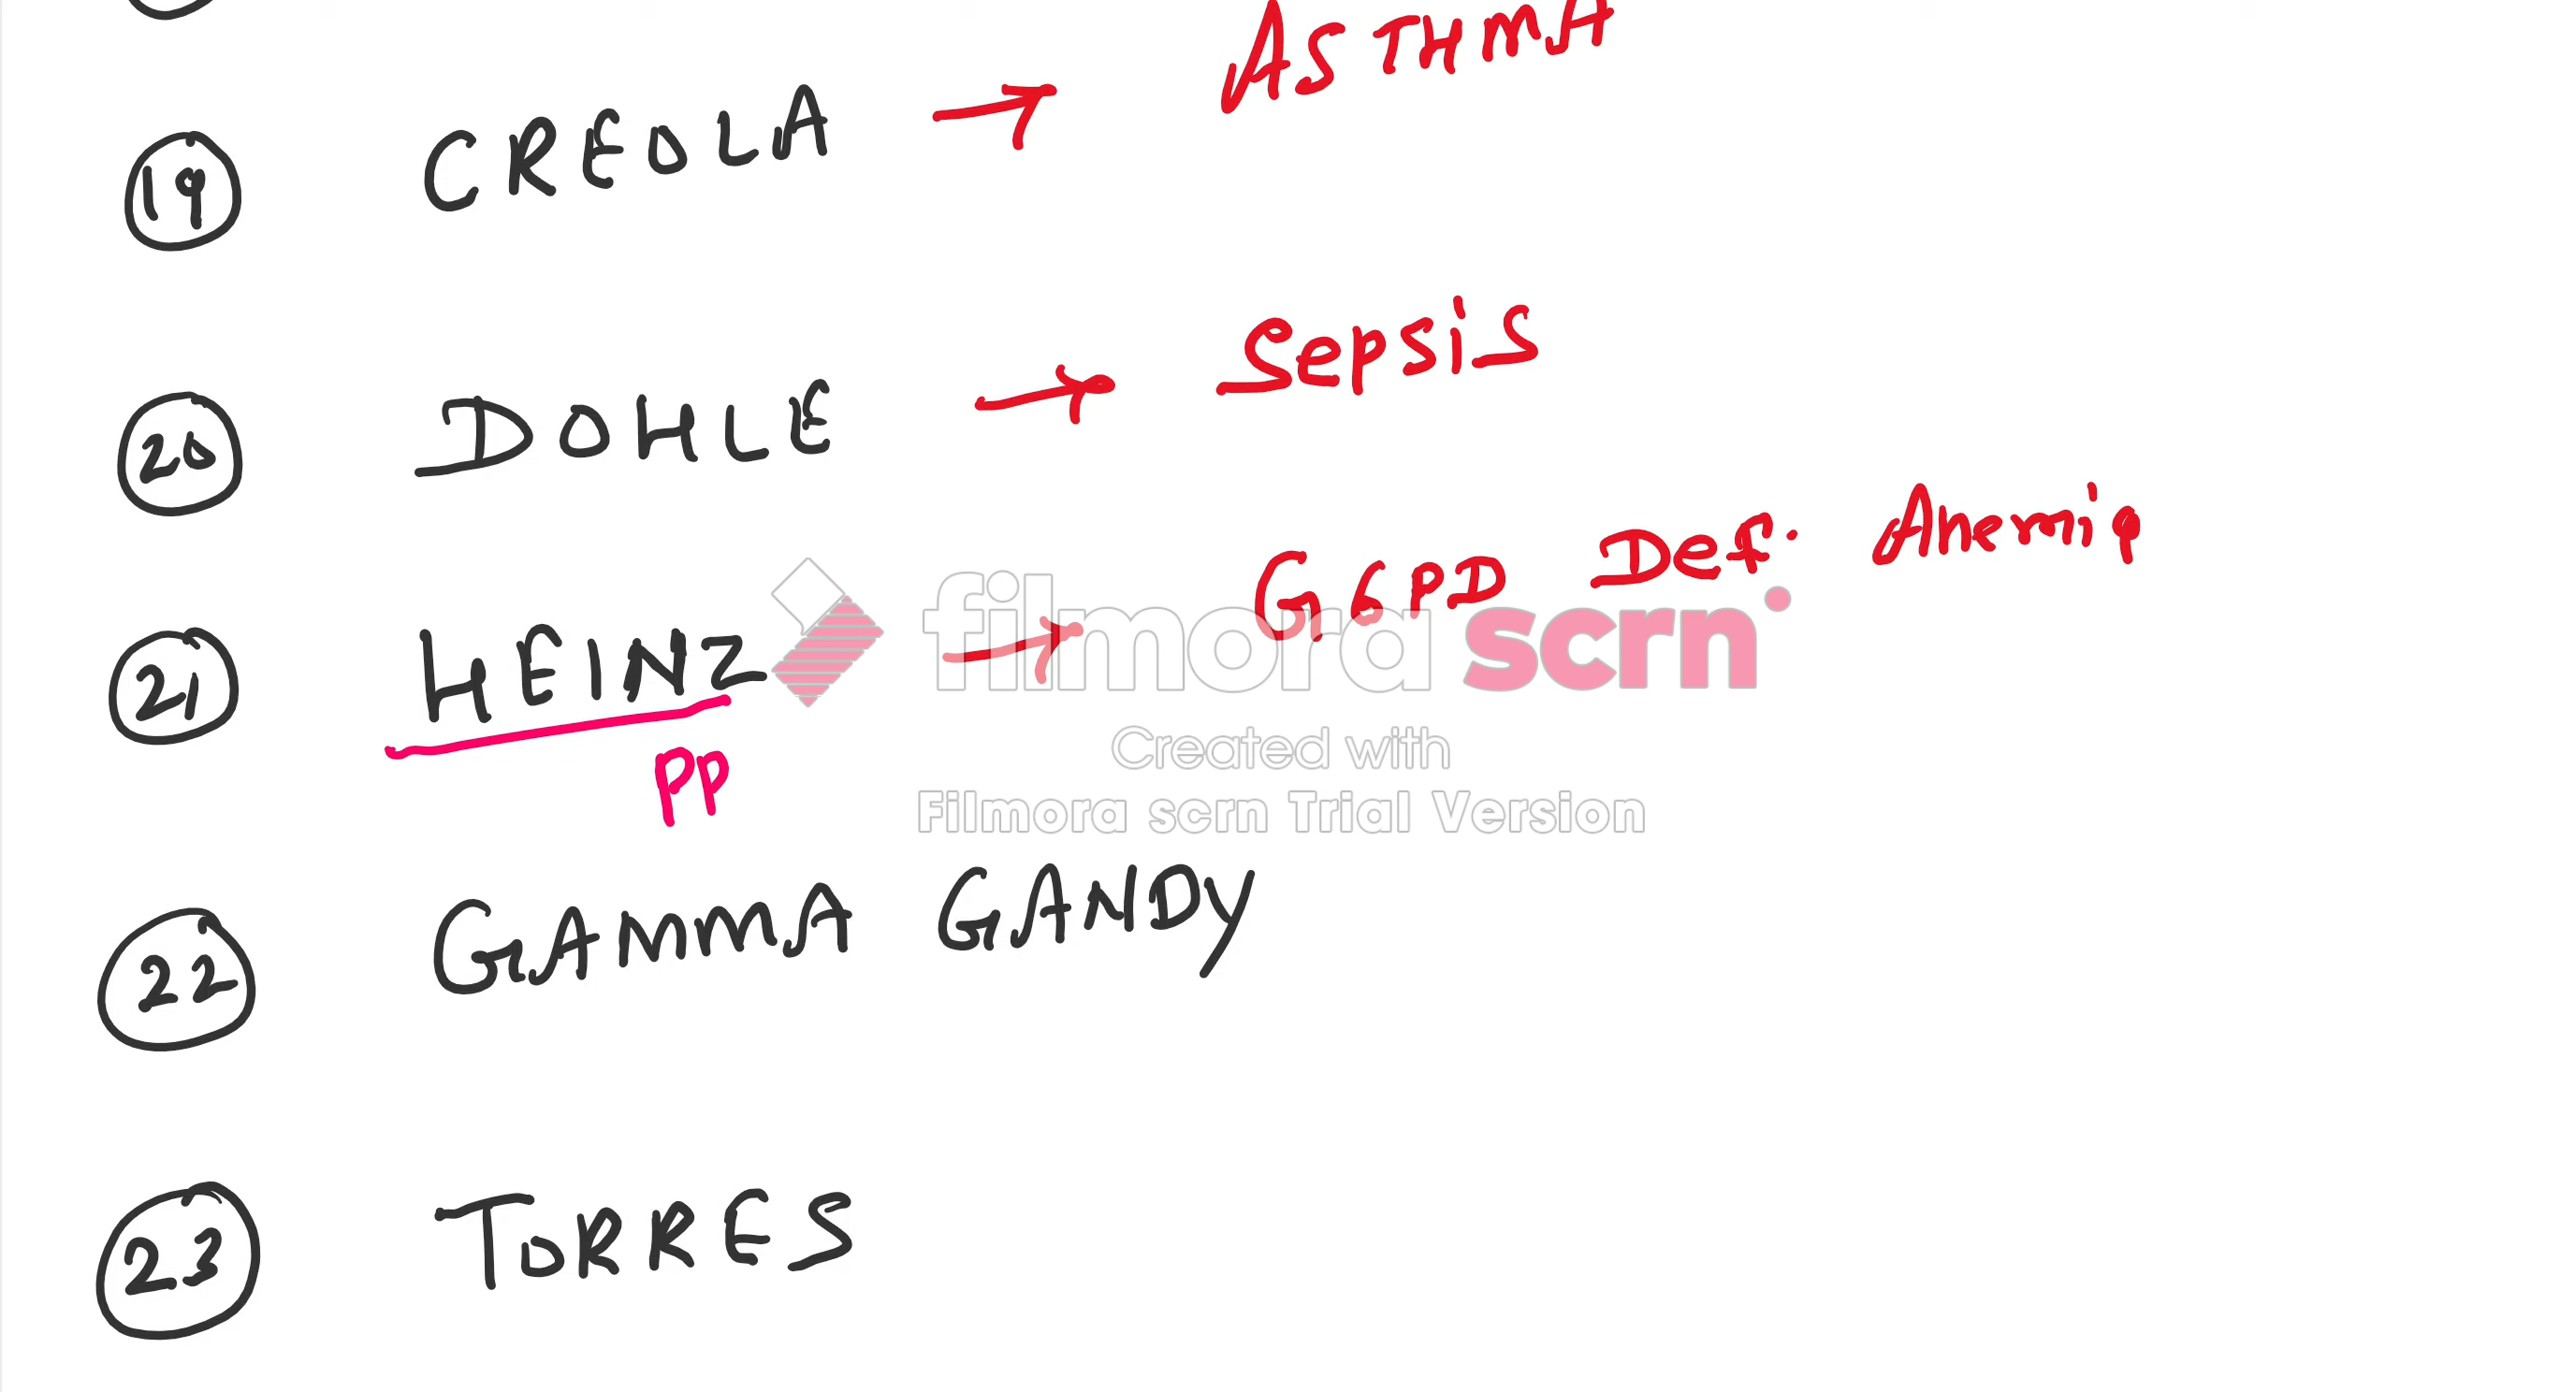 ASTHMA
19 CREOLA →
20 DOHLE → Sepsis
21 HEINZ → G6PD Def. Anemia
PP
filmora scrn
Created with
Filmora scrn Trial Version
22 GAMMA GANDY
23 TORRES